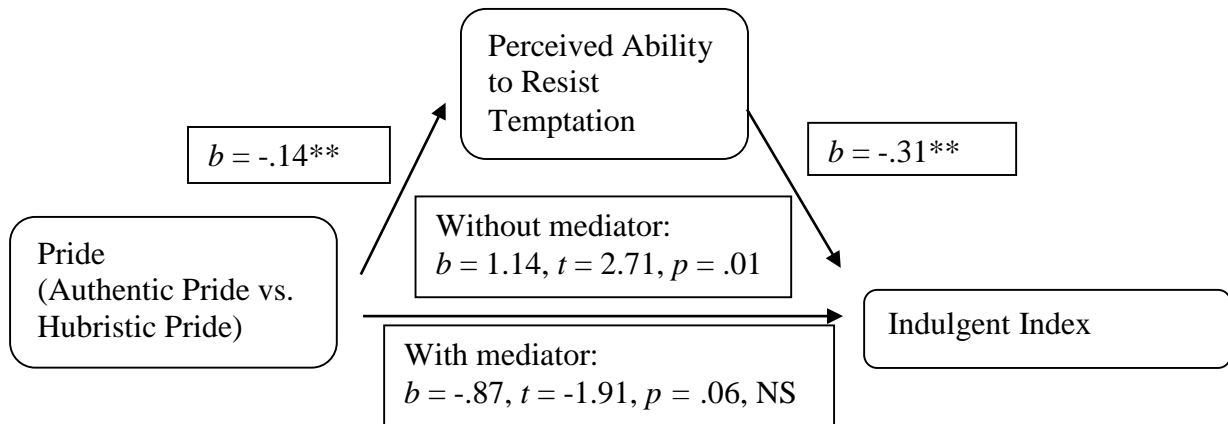 Perceived Ability
to Resist
Temptation
b = -.14**
b = -.31**
Without mediator:
b = 1.14, t = 2.71, p = .01
Pride
(Authentic Pride vs.
Hubristic Pride)
Indulgent Index
With mediator:
b = -.87, t = -1.91, p = .06, NS